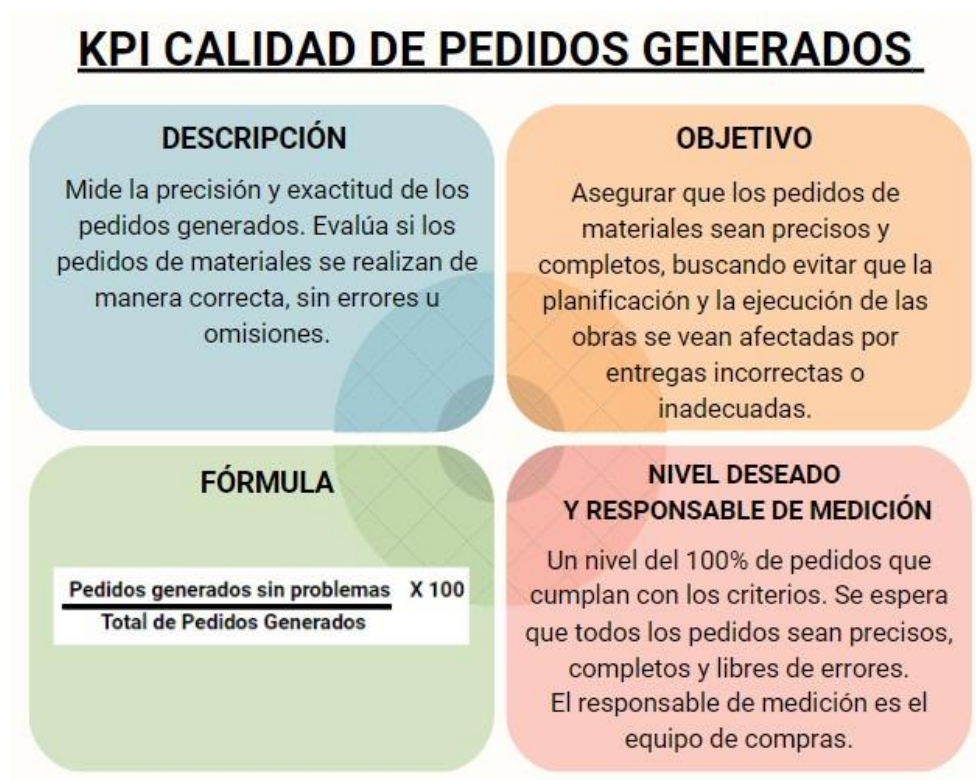 KPI CALIDAD DE PEDIDOS GENERADOS
DESCRIPCIÓN
Mide la precisión y exactitud de los
pedidos generados. Evalúa si los
pedidos de materiales se realizan de
manera correcta, sin errores u
omisiones.
OBJETIVO
Asegurar que los pedidos de
materiales sean precisos y
completos, buscando evitar que la
planificación y la ejecución de las
obras se vean afectadas por
entregas incorrectas o
inadecuadas.
FÓRMULA
Pedidos generados sin problemas X 100
Total de Pedidos Generados
NIVEL DESEADO
Y RESPONSABLE DE MEDICIÓN
Un nivel del 100% de pedidos que
cumplan con los criterios. Se espera
que todos los pedidos sean precisos,
completos y libres de errores.
El responsable de medición es el
equipo de compras.